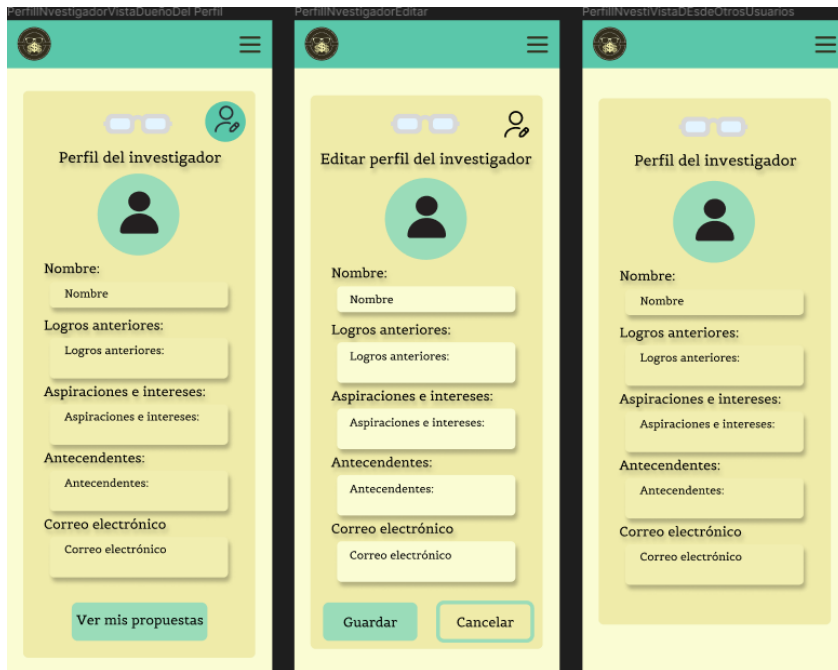 PerfilINvestigadorVistaDueñoDel Perfil
Perfil del investigador
Nombre:
Nombre
Logros anteriores:
Logros anteriores:
Aspiraciones e intereses:
Aspiraciones e intereses:
Antecendentes:
Antecendentes:
Correo electrónico
Correo electrónico
Ver mis propuestas
PerfilINvestigadorEditar
Editar perfil del investigador
Nombre:
Nombre
Logros anteriores:
Logros anteriores:
Aspiraciones e intereses:
Aspiraciones e intereses:
Antecendentes:
Antecendentes:
Correo electrónico
Correo electrónico
Guardar
Cancelar
PerfilINvestiVistaDEsdeOtrosUsuarios
Perfil del investigador
Nombre:
Nombre
Logros anteriores:
Logros anteriores:
Aspiraciones e intereses:
Aspiraciones e intereses:
Antecendentes:
Antecendentes:
Correo electrónico
Correo electrónico